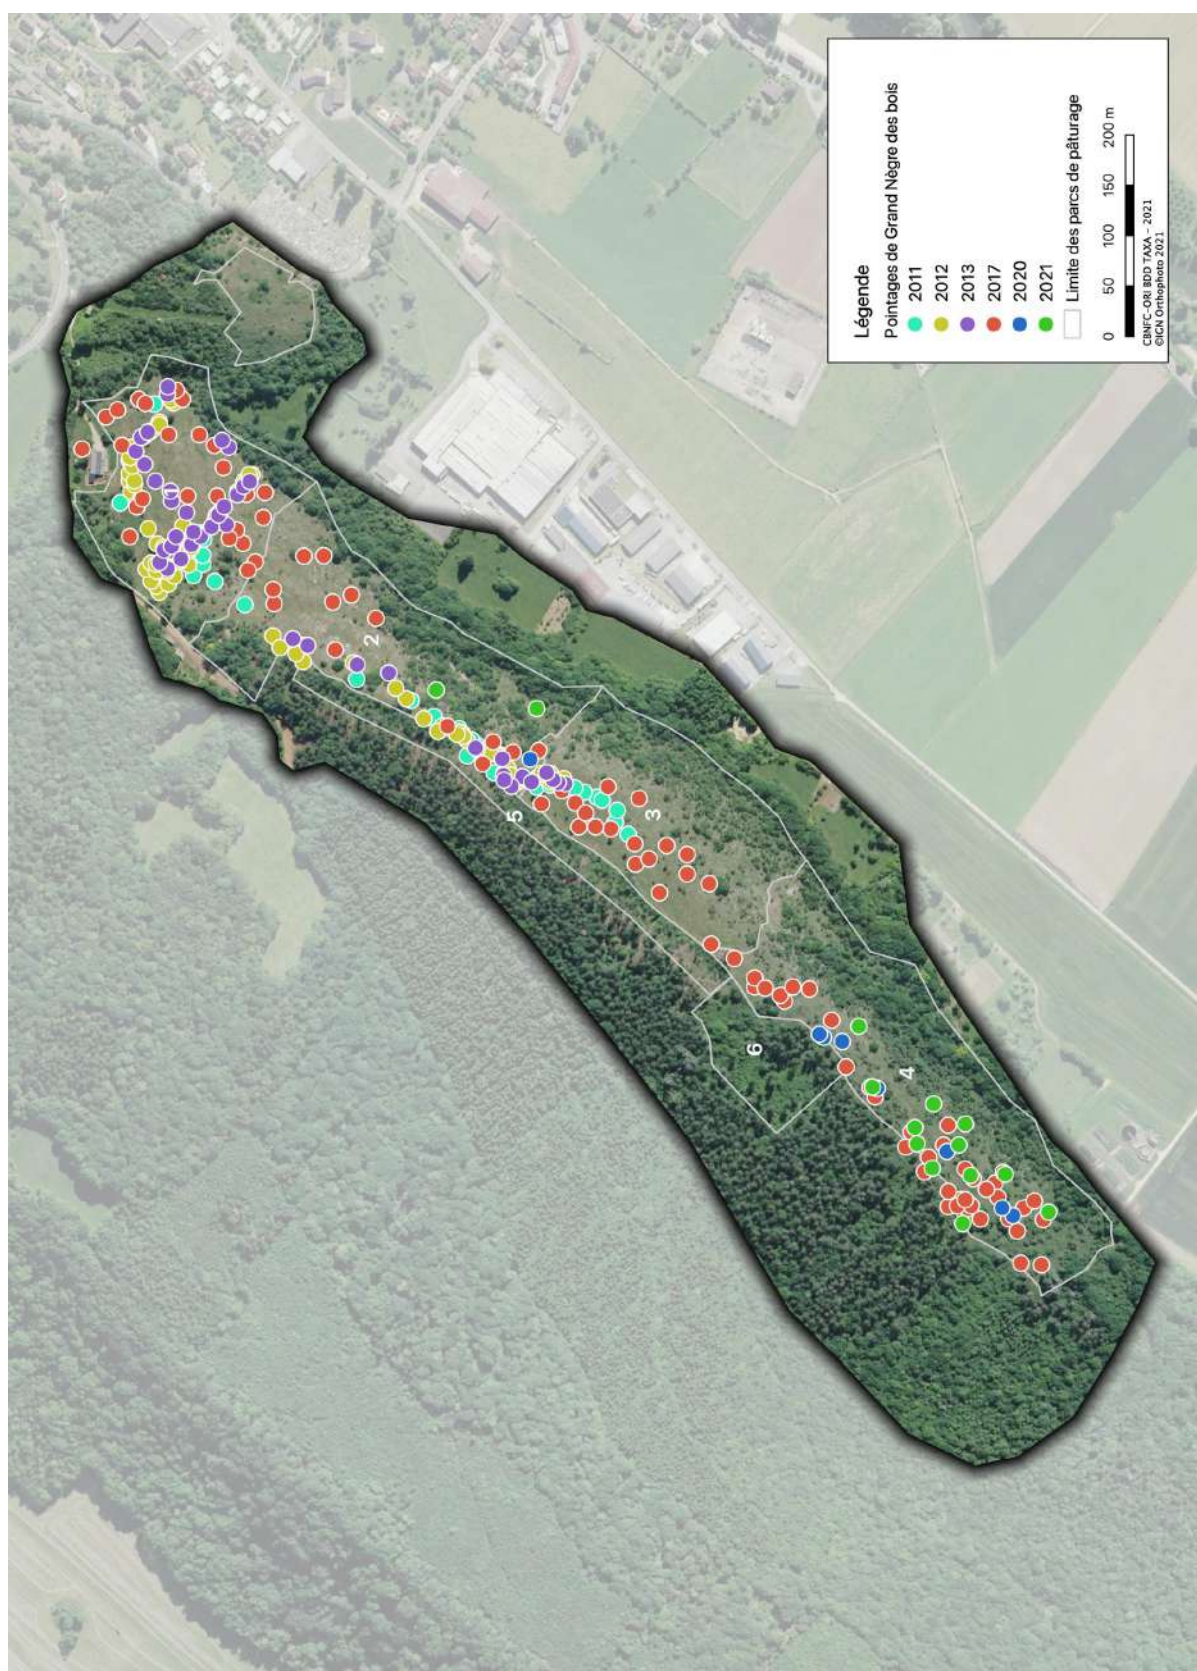 Légende
Pointages de Grand Nègre des bois
2011
2012
2013
2017
2020
2021
Limite des parcs de pâturage
0 50 100 150 200 m
CBNFC-ORI BDD TAXA - 2021
©IGN Orthophoto 2021
1
2
5
3
6
4